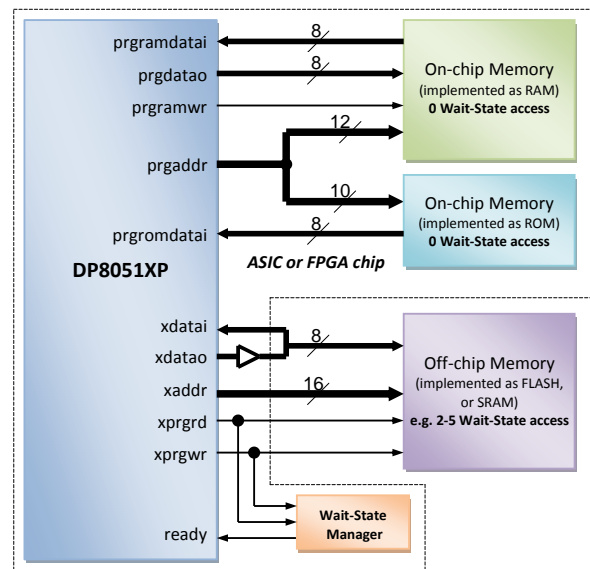 prgramdatai
8
prgdatao
8
On-chip Memory
(implemented as RAM)
0 Wait-State access
prgramwr
12
prgaddr
10
On-chip Memory
(implemented as ROM)
0 Wait-State access
prgromdatai
8
DP8051XP
ASIC or FPGA chip
xdatai
8
xdatao
Off-chip Memory
(implemented as FLASH,
or SRAM)
e.g. 2-5 Wait-State access
xaddr
16
xprgrd
xprgwr
Wait-State
Manager
ready